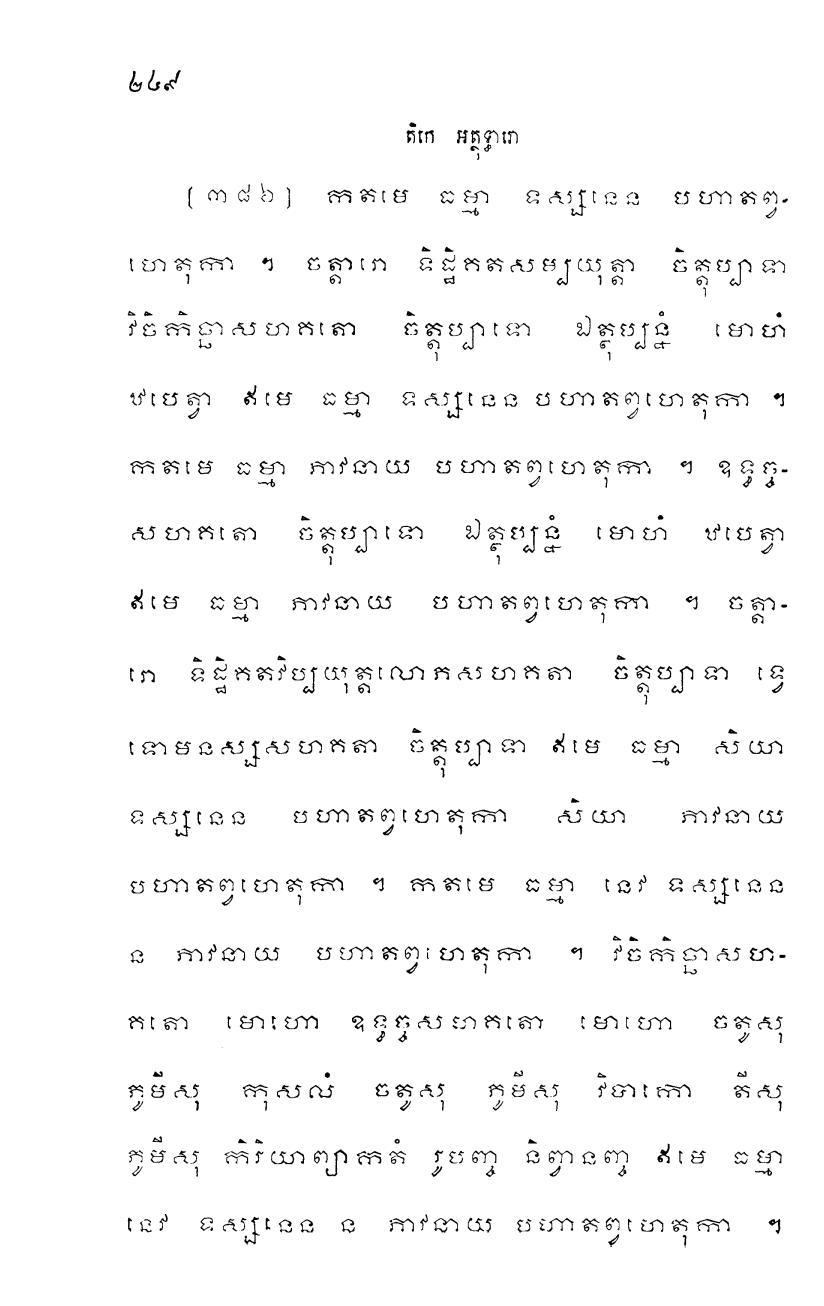 ២៤៩
តិកេ អត្ថុទ្ធារោ
[៣៨៦] កតមេ ធម្មា ទស្សនេន បហាតព្វ-
ហេតុកា ។ ចត្តារោ ទិដ្ឋិគតសម្បយុត្តា ចិត្តុប្បាទា
វិចិកិច្ឆាសហគតោ ចិត្តុប្បាទោ ឯត្ថុប្បន្នំ មោហំ
ឋបេត្វា ឥមេ ធម្មា ទស្សនេន បហាតព្វហេតុកា ។
កតមេ ធម្មា ភាវនាយ បហាតព្វហេតុកា ។ ឧទ្ធច្ច-
សហគតោ ចិត្តុប្បាទោ ឯត្ថុប្បន្នំ មោហំ ឋបេត្វា
ឥមេ ធម្មា ភាវនាយ បហាតព្វហេតុកា ។ ចត្តា-
រោ ទិដ្ឋិគតវិប្បយុត្តលោភសហគតា ចិត្តុប្បាទា ទ្វេ
ទោមនស្សសហគតា ចិត្តុប្បាទា ឥមេ ធម្មា សិយា
ទស្សនេន បហាតព្វហេតុកា សិយា ភាវនាយ
បហាតព្វហេតុកា ។ កតមេ ធម្មា នេវ ទស្សនេន
ន ភាវនាយ បហាតព្វហេតុកា ។ វិចិកិច្ឆាសហ-
គតោ មោហោ ឧទ្ធច្ចសហគតោ មោហោ ចតូសុ
ភូមីសុ កុសលំ ចតូសុ ភូមីសុ វិបាកោ តីសុ
ភូមីសុ កិរិយាព្យាកតំ រូបញ្ច និព្វានញ្ច ឥមេ ធម្មា
នេវ ទស្សនេន ន ភាវនាយ បហាតព្វហេតុកា ។